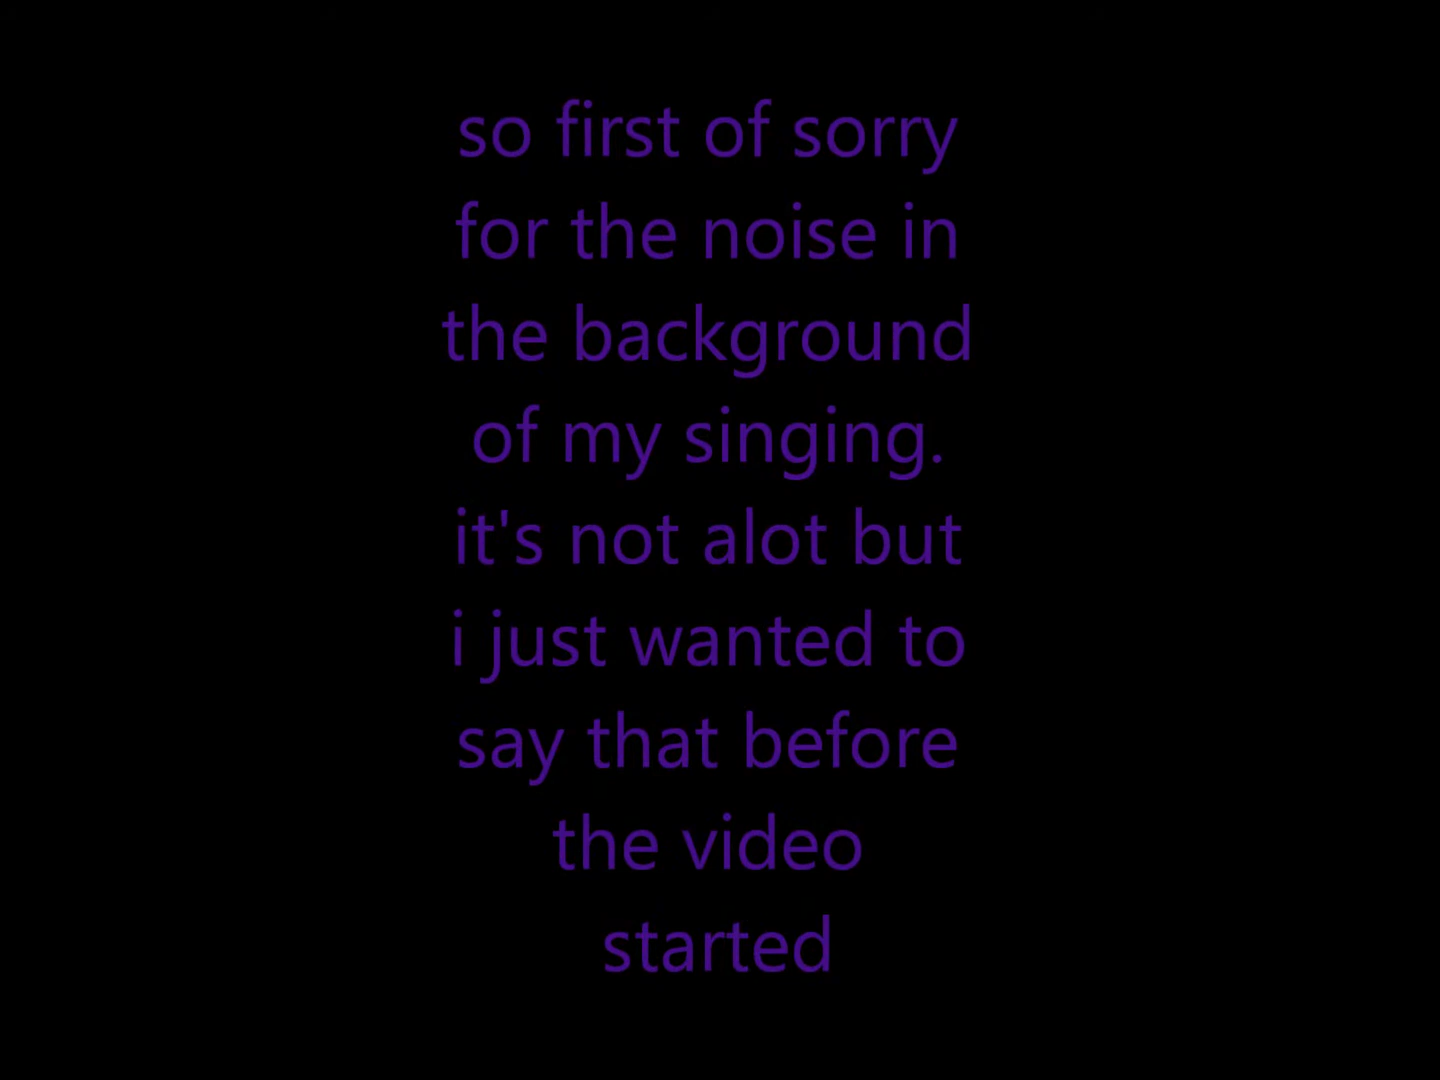 so first of sorry
for the noise in
the background
of my singing.
it's not alot but
i just wanted to
say that before
the video
started